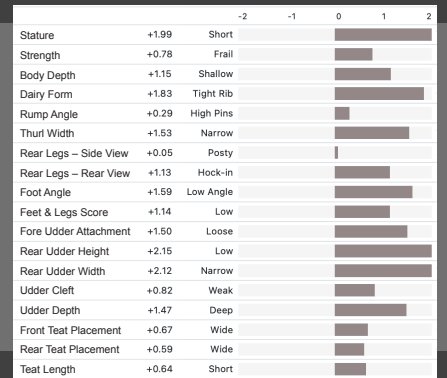 -2 -1 0 1 2
Stature +1.99 Short
Strength +0.78 Frail
Body Depth +1.15 Shallow
Dairy Form +1.83 Tight Rib
Rump Angle +0.29 High Pins
Thurl Width +1.53 Narrow
Rear Legs – Side View +0.05 Posty
Rear Legs – Rear View +1.13 Hock-in
Foot Angle +1.59 Low Angle
Feet & Legs Score +1.14 Low
Fore Udder Attachment +1.50 Loose
Rear Udder Height +2.15 Low
Rear Udder Width +2.12 Narrow
Udder Cleft +0.82 Weak
Udder Depth +1.47 Deep
Front Teat Placement +0.67 Wide
Rear Teat Placement +0.59 Wide
Teat Length +0.64 Short